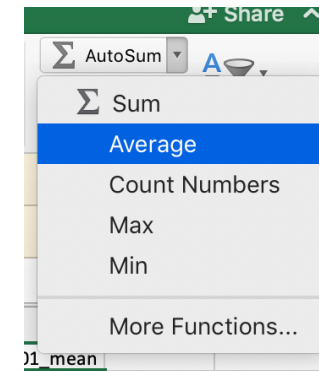 Share
Σ AutoSum
A
Σ Sum
Average
Count Numbers
Max
Min
More Functions...
01_mean